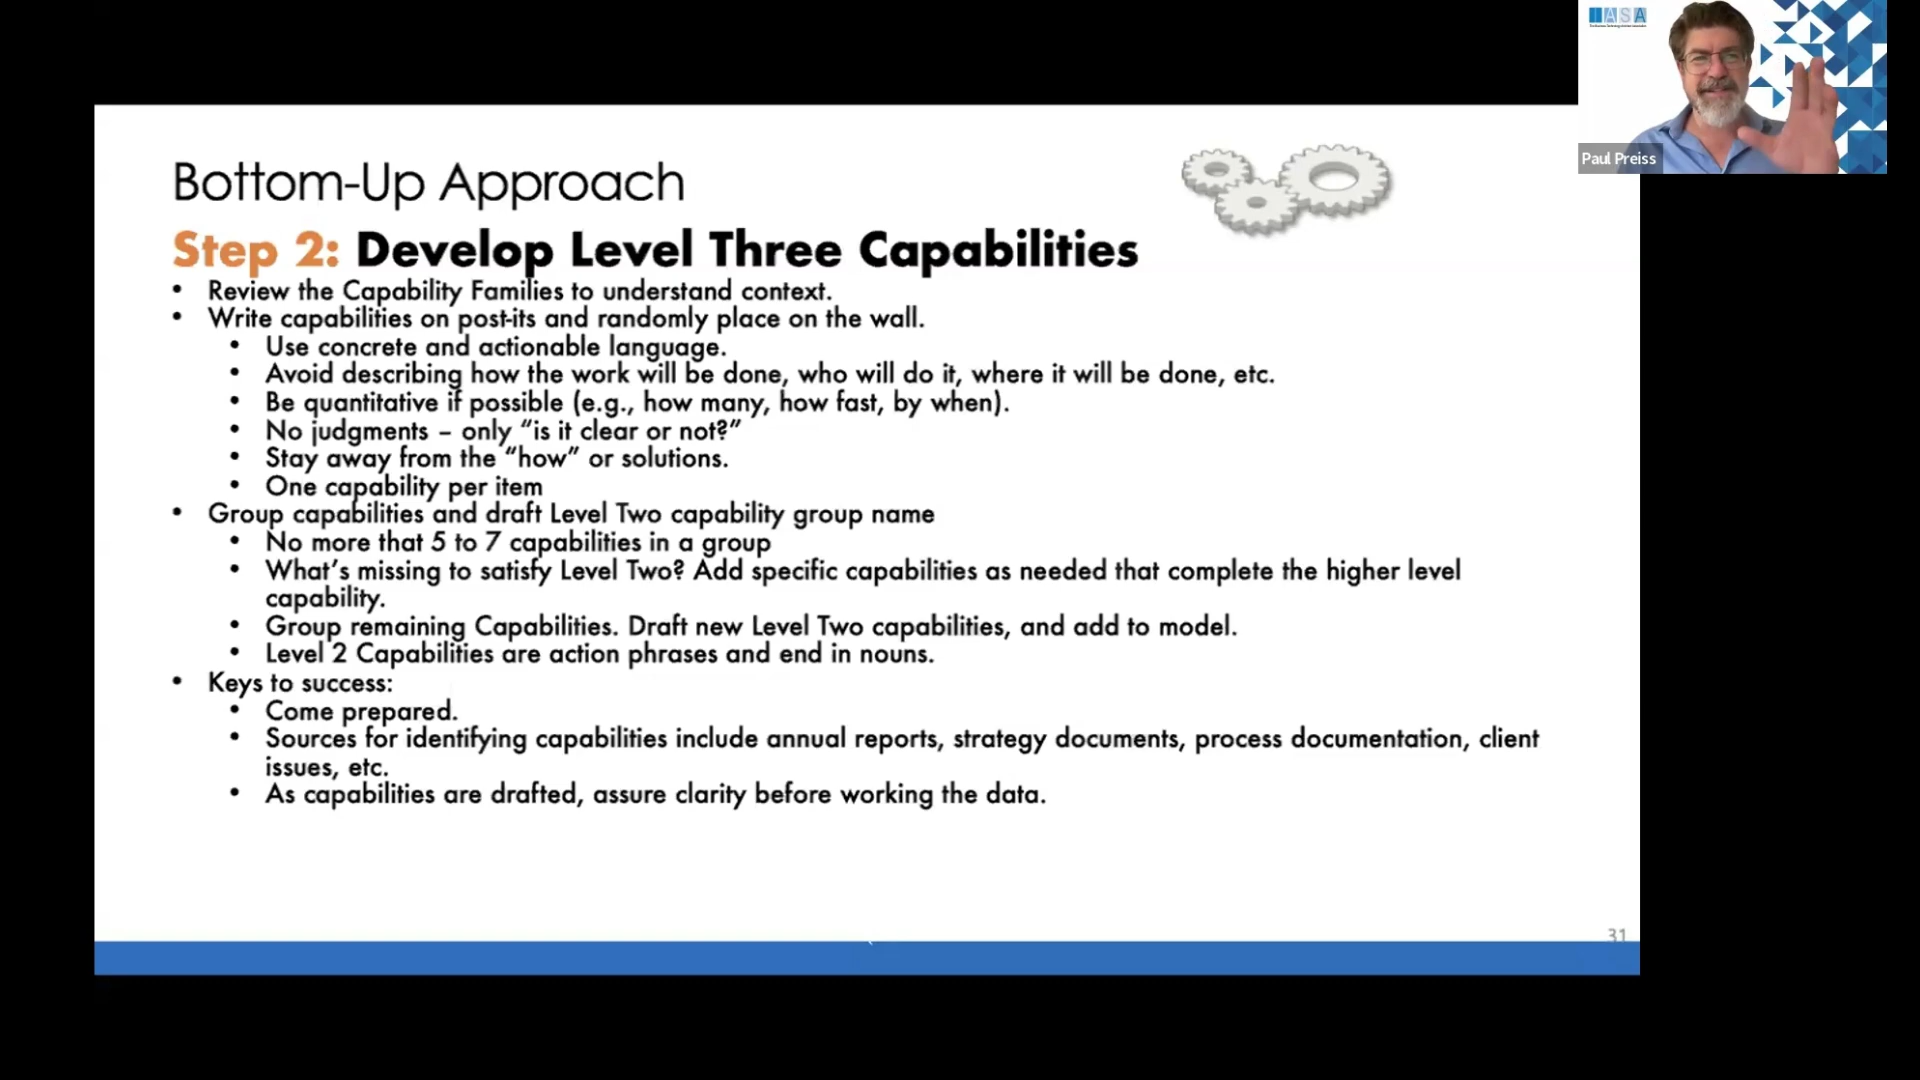 IASA
Paul Preiss
Bottom-Up Approach
Step 2: Develop Level Three Capabilities
• Review the Capability Families to understand context.
• Write capabilities on post-its and randomly place on the wall.
• Use concrete and actionable language.
• Avoid describing how the work will be done, who will do it, where it will be done, etc.
• Be quantitative if possible (e.g., how many, how fast, by when).
• No judgments – only “is it clear or not?”
• Stay away from the “how” or solutions.
• One capability per item
• Group capabilities and draft Level Two capability group name
• No more that 5 to 7 capabilities in a group
• What’s missing to satisfy Level Two? Add specific capabilities as needed that complete the higher level
capability.
• Group remaining Capabilities. Draft new Level Two capabilities, and add to model.
• Level 2 Capabilities are action phrases and end in nouns.
• Keys to success:
• Come prepared.
• Sources for identifying capabilities include annual reports, strategy documents, process documentation, client
issues, etc.
• As capabilities are drafted, assure clarity before working the data.
31